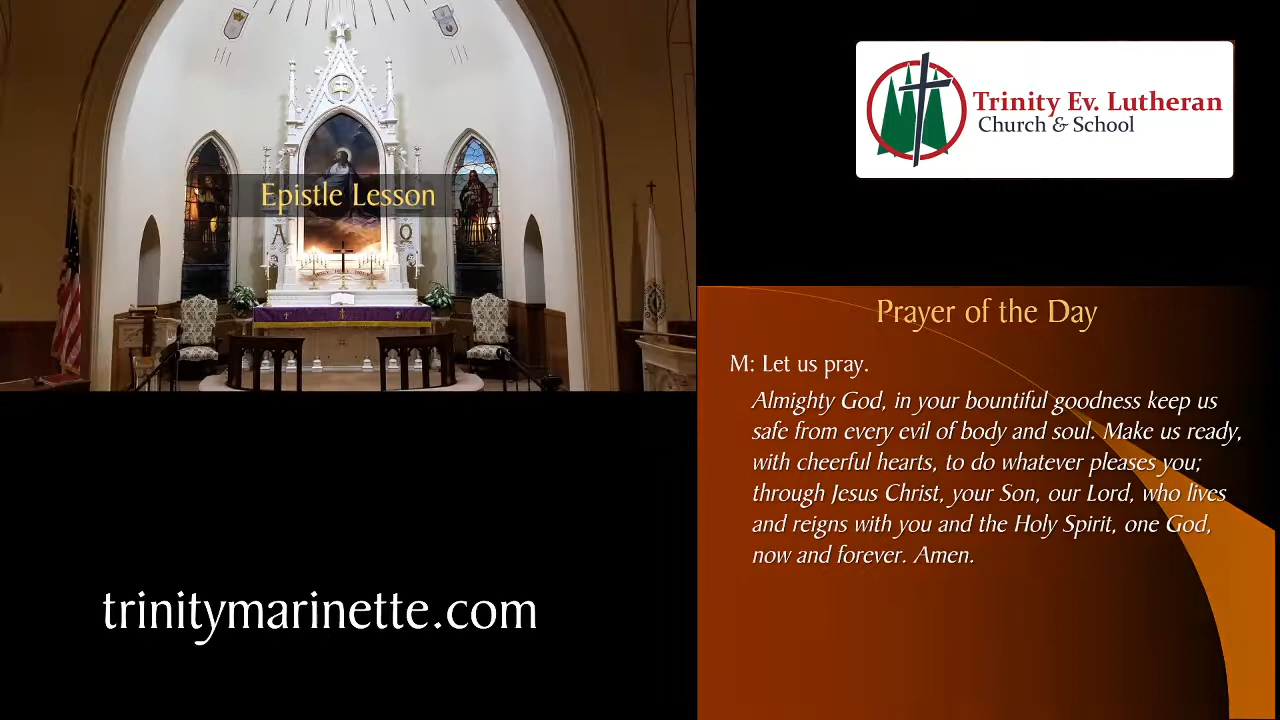 Epistle Lesson
A
Ω
Trinity Ev. Lutheran
Church & School
Prayer of the Day
M: Let us pray.
Almighty God, in your bountiful goodness keep us
safe from every evil of body and soul. Make us ready,
with cheerful hearts, to do whatever pleases you;
through Jesus Christ, your Son, our Lord, who lives
and reigns with you and the Holy Spirit, one God,
now and forever. Amen.
trinitymarinette.com